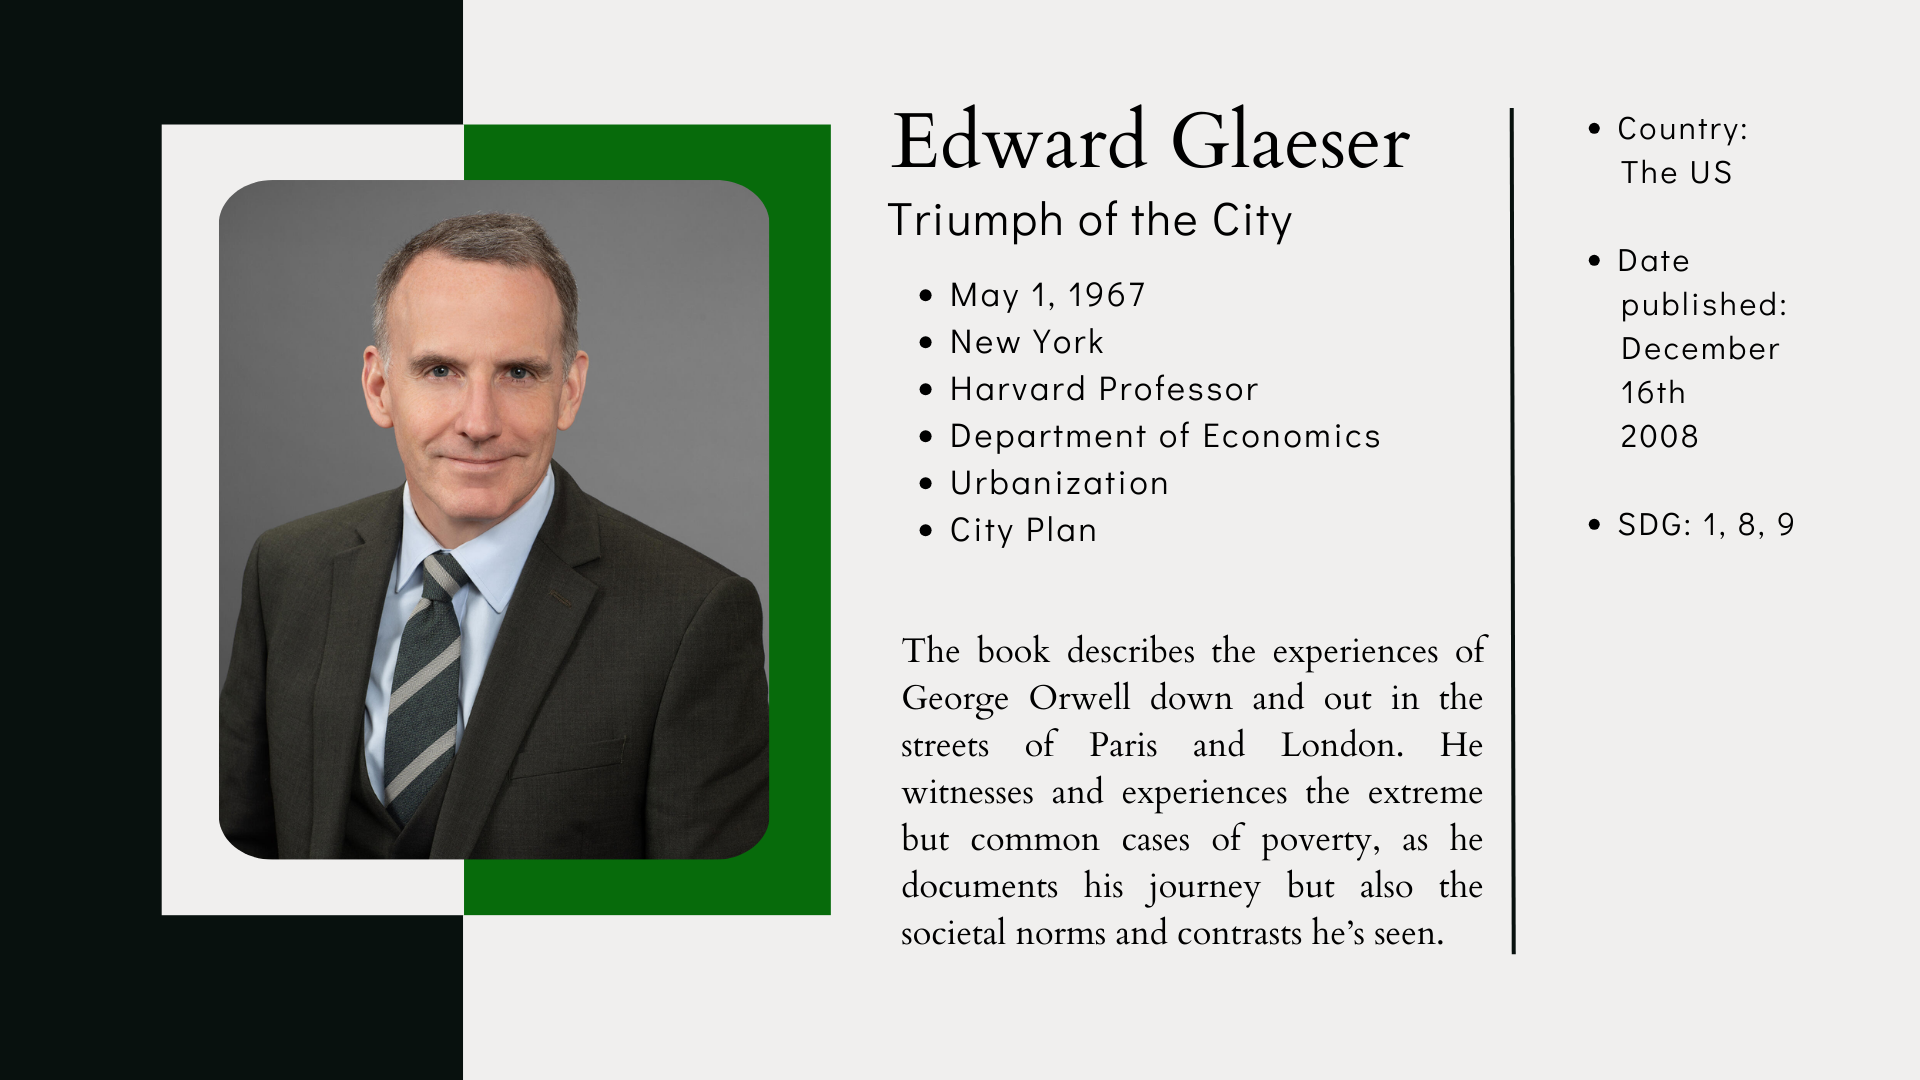 Edward Glaeser
Triumph of the City
• May 1, 1967
• New York
• Harvard Professor
• Department of Economics
• Urbanization
• City Plan
The book describes the experiences of
George Orwell down and out in the
streets of Paris and London. He
witnesses and experiences the extreme
but common cases of poverty, as he
documents his journey but also the
societal norms and contrasts he’s seen.
• Country:
The US
• Date
published:
December
16th
2008
• SDG: 1, 8, 9